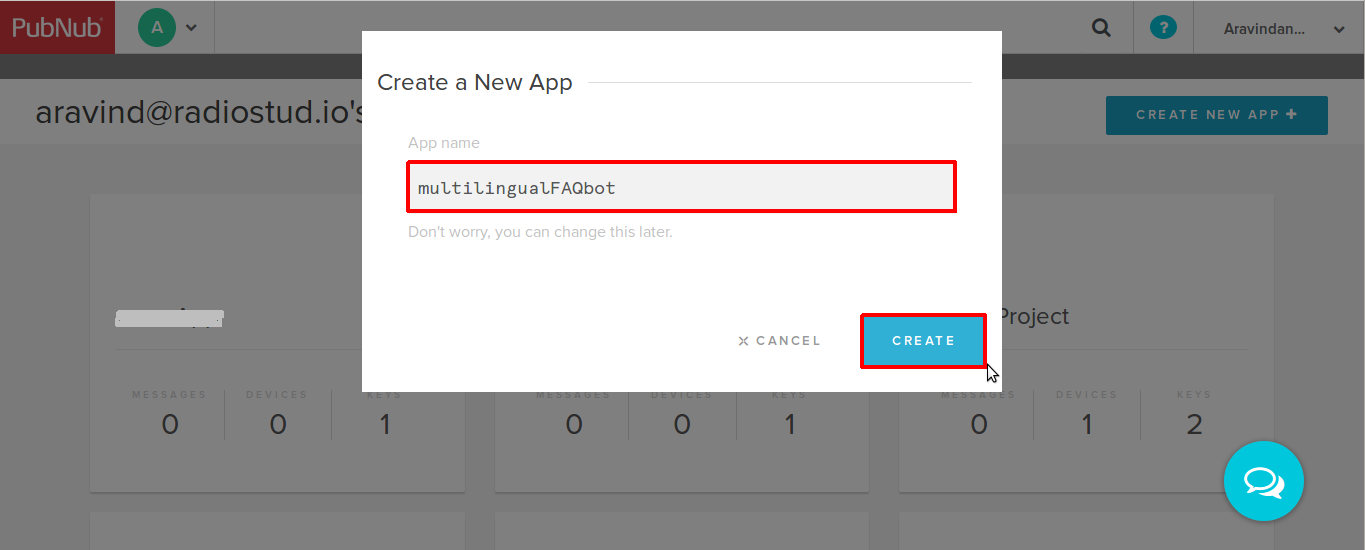 PubNub
A
?
Aravindan...
aravind@radiostud.io's
CREATE NEW APP +
Create a New App
App name
multilingualFAQbot
Don't worry, you can change this later.
CANCEL
CREATE
Project
MESSAGES DEVICES KEYS
0 0 1
MESSAGES DEVICES KEYS
0 0 1
MESSAGES DEVICES KEYS
0 1 2